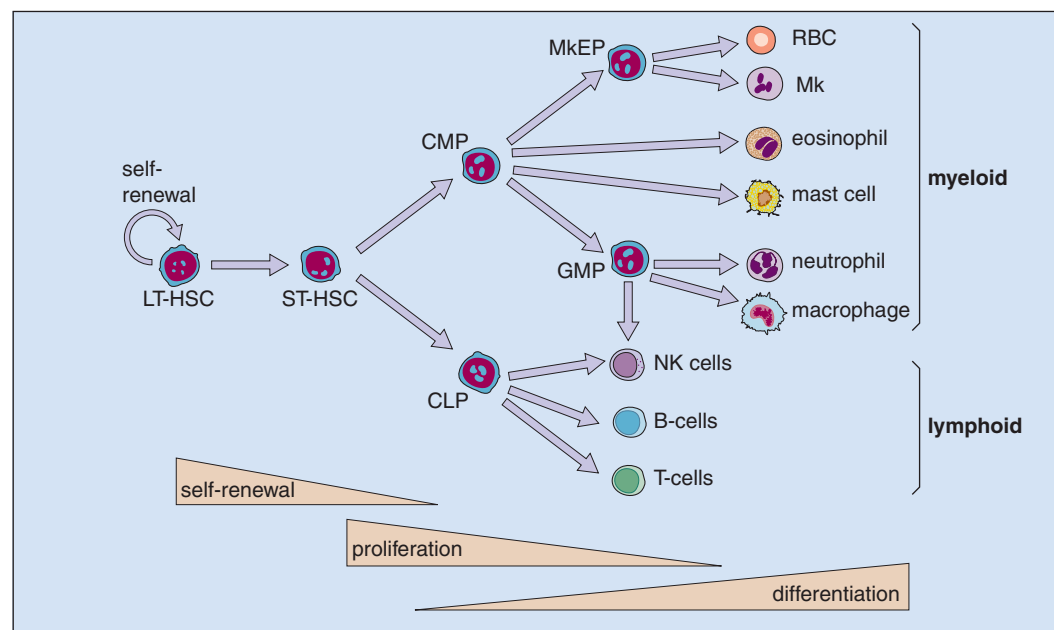 MkEP
RBC
Mk
CMP
eosinophil
self-
renewal
mast cell
myeloid
GMP
neutrophil
LT-HSC
ST-HSC
macrophage
NK cells
CLP
B-cells
lymphoid
T-cells
self-renewal
proliferation
differentiation